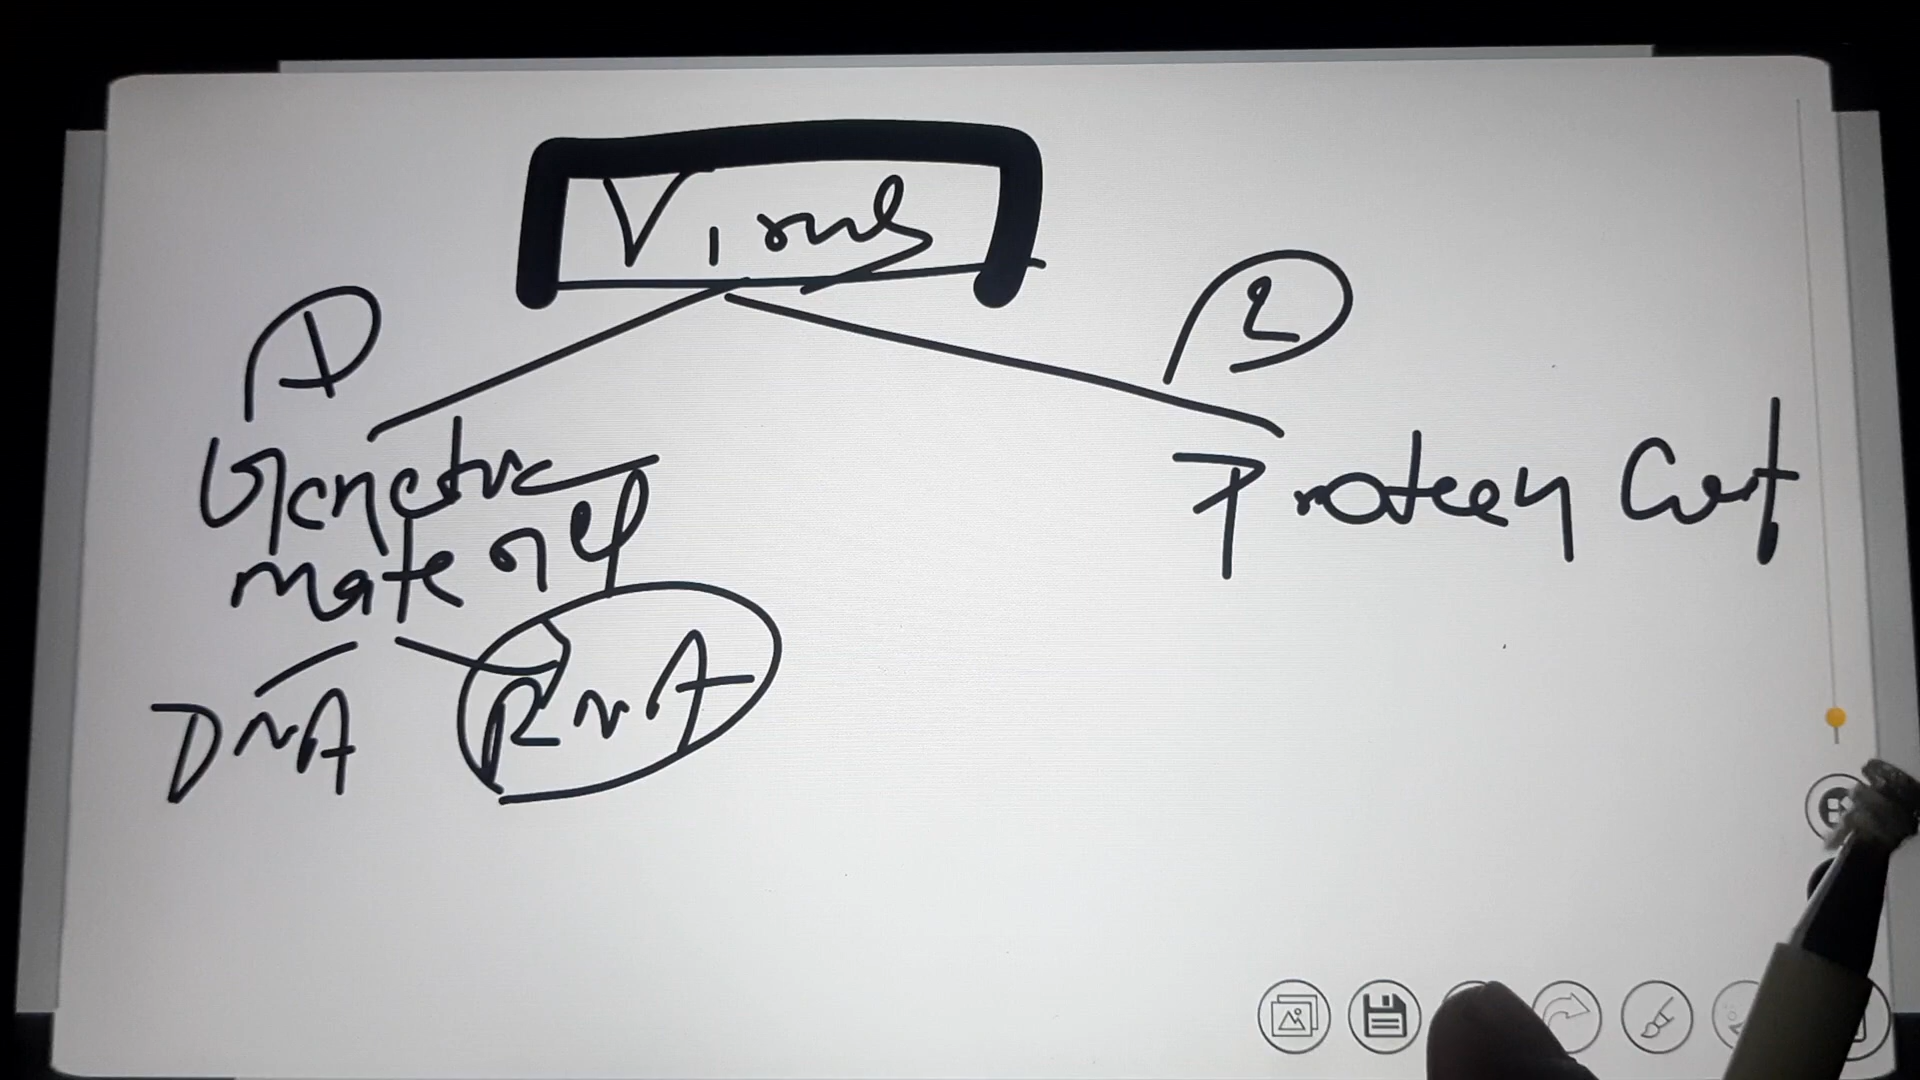 Virus
1
2
Genetic
material
Protein Coat
DNA
RNA